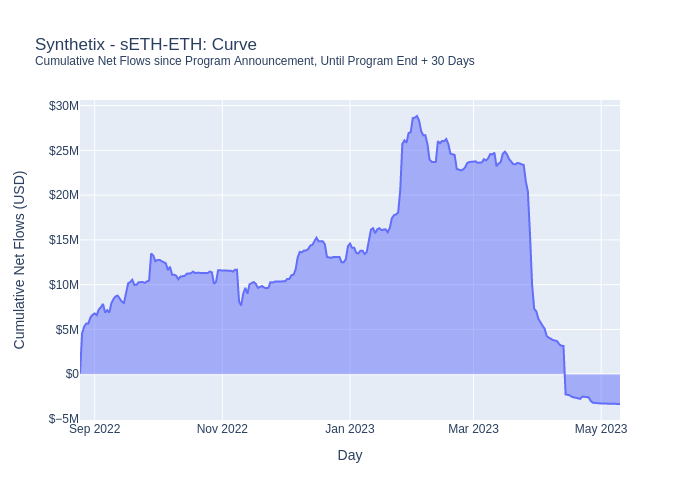 Synthetix - sETH-ETH: Curve
Cumulative Net Flows since Program Announcement, Until Program End + 30 Days
Cumulative Net Flows (USD)
$30M
$25M
$20M
$15M
$10M
$5M
$0
$−5M
Sep 2022 Nov 2022 Jan 2023 Mar 2023 May 2023
Day